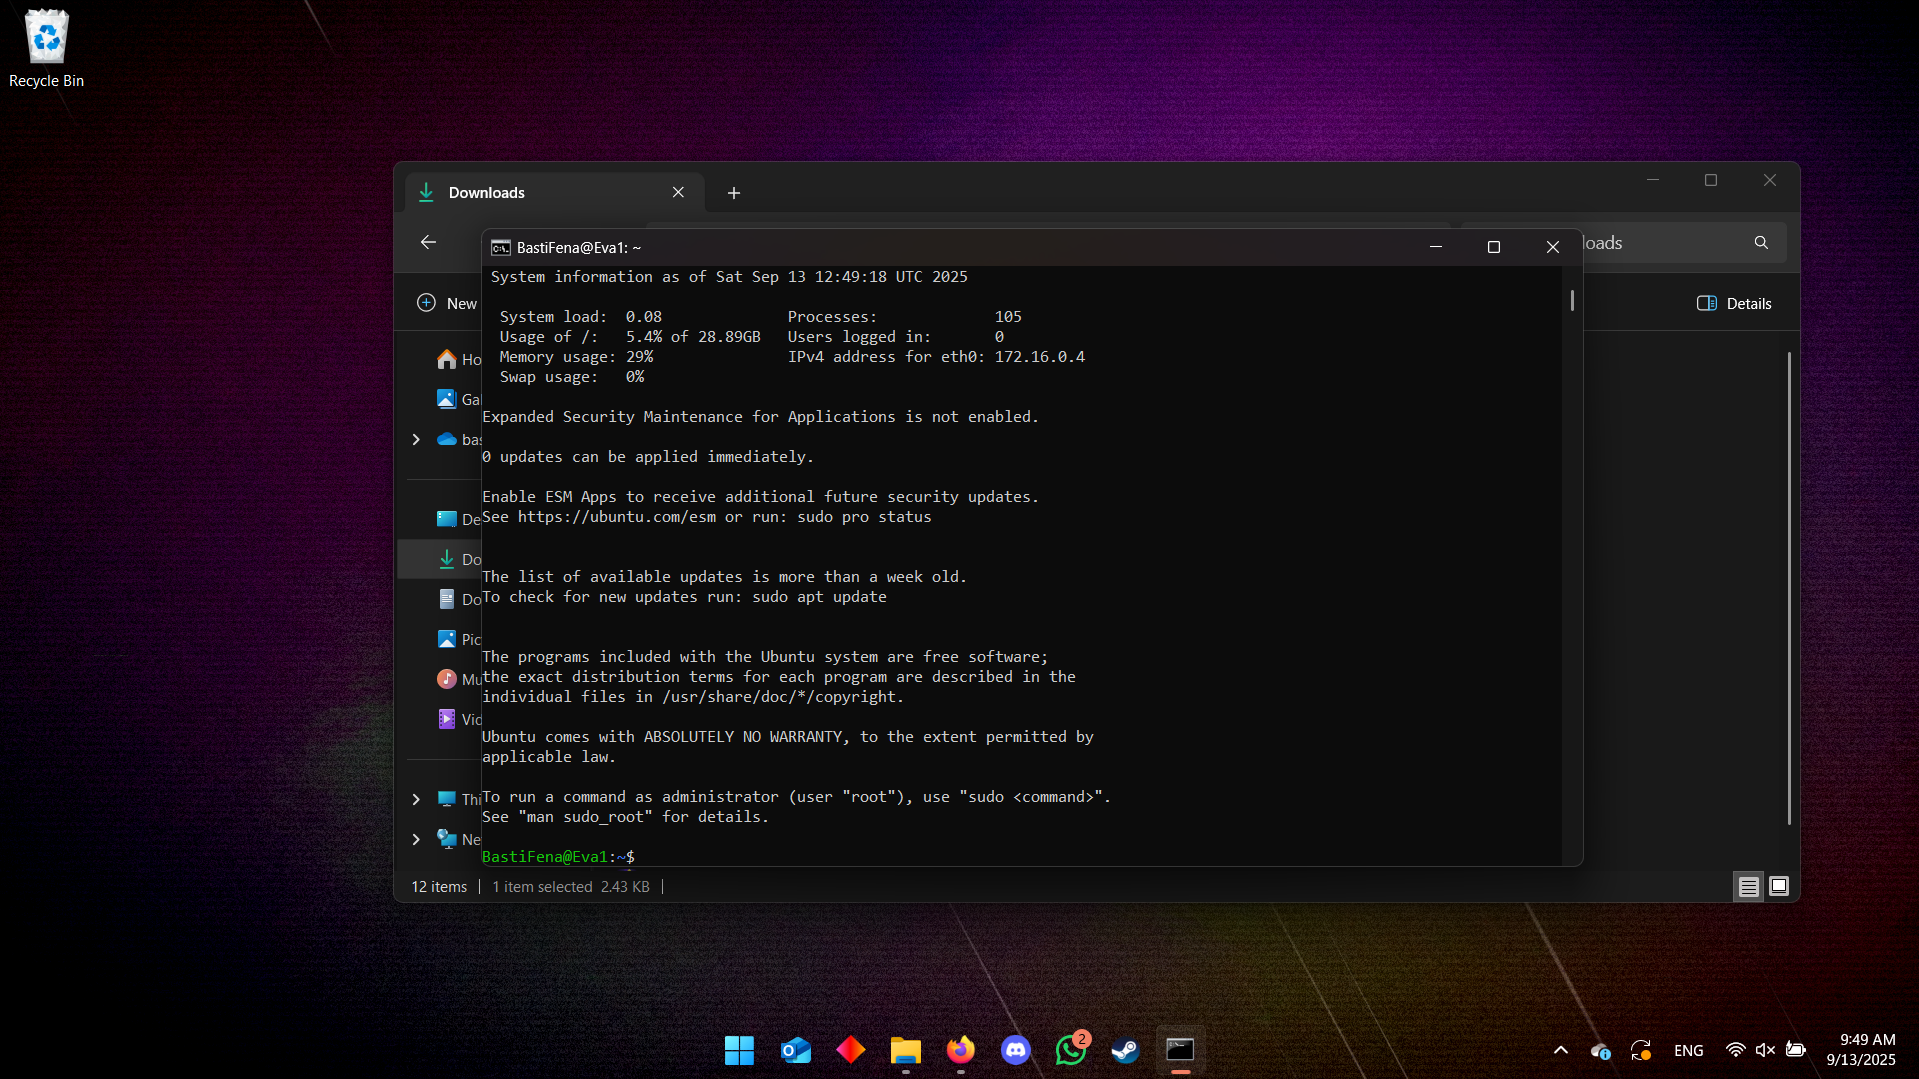 Recycle Bin
Downloads
BastiFena@Eva1: ~
loads
New
Details
System information as of Sat Sep 13 12:49:18 UTC 2025
System load: 0.08 Processes: 105
Usage of /: 5.4% of 28.89GB Users logged in: 0
Memory usage: 29% IPv4 address for eth0: 172.16.0.4
Swap usage: 0%
Expanded Security Maintenance for Applications is not enabled.
0 updates can be applied immediately.
Enable ESM Apps to receive additional future security updates.
See https://ubuntu.com/esm or run: sudo pro status
The list of available updates is more than a week old.
To check for new updates run: sudo apt update
The programs included with the Ubuntu system are free software;
the exact distribution terms for each program are described in the
individual files in /usr/share/doc/*/copyright.
Ubuntu comes with ABSOLUTELY NO WARRANTY, to the extent permitted by
applicable law.
To run a command as administrator (user "root"), use "sudo <command>".
See "man sudo_root" for details.
BastiFena@Eva1:~$
Ho
Gal
bas
De
Do
Do
Pic
Mu
Vid
Thi
Ne
12 items
1 item selected 2.43 KB
2
ENG
9:49 AM
9/13/2025